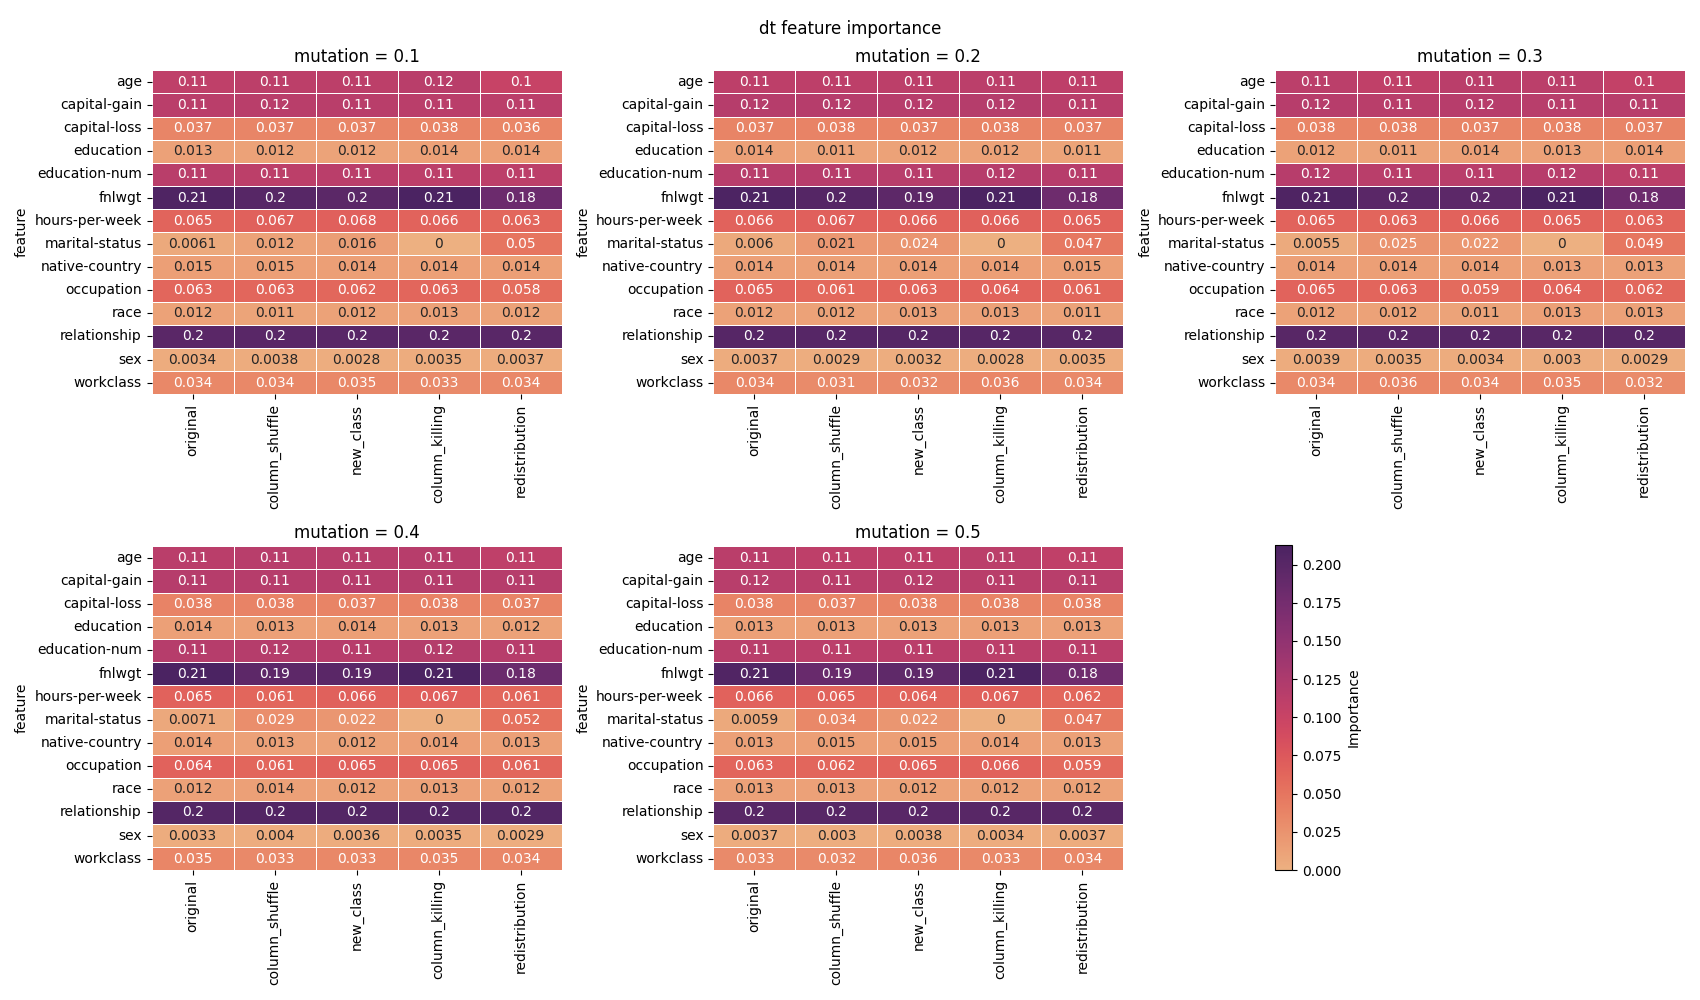 dt feature importance
mutation = 0.1
feature
age 0.11 0.11 0.11 0.12 0.1
capital-gain 0.11 0.12 0.11 0.11 0.11
capital-loss 0.037 0.037 0.037 0.038 0.036
education 0.013 0.012 0.012 0.014 0.014
education-num 0.11 0.11 0.11 0.11 0.11
fnlwgt 0.21 0.2 0.2 0.21 0.18
hours-per-week 0.065 0.067 0.068 0.066 0.063
marital-status 0.0061 0.012 0.016 0 0.05
native-country 0.015 0.015 0.014 0.014 0.014
occupation 0.063 0.063 0.062 0.063 0.058
race 0.012 0.011 0.012 0.013 0.012
relationship 0.2 0.2 0.2 0.2 0.2
sex 0.0034 0.0038 0.0028 0.0035 0.0037
workclass 0.034 0.034 0.035 0.033 0.034
original column_shuffle new_class column_killing redistribution
mutation = 0.2
feature
age 0.11 0.11 0.11 0.11 0.11
capital-gain 0.12 0.12 0.12 0.12 0.11
capital-loss 0.037 0.038 0.037 0.038 0.037
education 0.014 0.011 0.012 0.012 0.011
education-num 0.11 0.11 0.11 0.12 0.11
fnlwgt 0.21 0.2 0.19 0.21 0.18
hours-per-week 0.066 0.067 0.066 0.066 0.065
marital-status 0.006 0.021 0.024 0 0.047
native-country 0.014 0.014 0.014 0.014 0.015
occupation 0.065 0.061 0.063 0.064 0.061
race 0.012 0.012 0.013 0.013 0.011
relationship 0.2 0.2 0.2 0.2 0.2
sex 0.0037 0.0029 0.0032 0.0028 0.0035
workclass 0.034 0.031 0.032 0.036 0.034
original column_shuffle new_class column_killing redistribution
mutation = 0.3
feature
age 0.11 0.11 0.11 0.11 0.1
capital-gain 0.12 0.11 0.12 0.11 0.11
capital-loss 0.038 0.038 0.037 0.038 0.037
education 0.012 0.011 0.014 0.013 0.014
education-num 0.12 0.11 0.11 0.12 0.11
fnlwgt 0.21 0.2 0.2 0.21 0.18
hours-per-week 0.065 0.063 0.066 0.065 0.063
marital-status 0.0055 0.025 0.022 0 0.049
native-country 0.014 0.014 0.014 0.013 0.013
occupation 0.065 0.063 0.059 0.064 0.062
race 0.012 0.012 0.011 0.013 0.013
relationship 0.2 0.2 0.2 0.2 0.2
sex 0.0039 0.0035 0.0034 0.003 0.0029
workclass 0.034 0.036 0.034 0.035 0.032
original column_shuffle new_class column_killing redistribution
mutation = 0.4
feature
age 0.11 0.11 0.11 0.11 0.11
capital-gain 0.11 0.11 0.11 0.11 0.11
capital-loss 0.038 0.038 0.037 0.038 0.037
education 0.014 0.013 0.014 0.013 0.012
education-num 0.11 0.12 0.11 0.12 0.11
fnlwgt 0.21 0.19 0.19 0.21 0.18
hours-per-week 0.065 0.061 0.066 0.067 0.061
marital-status 0.0071 0.029 0.022 0 0.052
native-country 0.014 0.013 0.012 0.014 0.013
occupation 0.064 0.061 0.065 0.065 0.061
race 0.012 0.014 0.012 0.013 0.012
relationship 0.2 0.2 0.2 0.2 0.2
sex 0.0033 0.004 0.0036 0.0035 0.0029
workclass 0.035 0.033 0.033 0.035 0.034
original column_shuffle new_class column_killing redistribution
mutation = 0.5
feature
age 0.11 0.11 0.11 0.11 0.11
capital-gain 0.12 0.11 0.12 0.11 0.11
capital-loss 0.038 0.037 0.038 0.038 0.038
education 0.013 0.013 0.013 0.013 0.013
education-num 0.11 0.11 0.11 0.11 0.11
fnlwgt 0.21 0.19 0.19 0.21 0.18
hours-per-week 0.066 0.065 0.064 0.067 0.062
marital-status 0.0059 0.034 0.022 0 0.047
native-country 0.013 0.015 0.015 0.014 0.013
occupation 0.063 0.062 0.065 0.066 0.059
race 0.013 0.013 0.012 0.012 0.012
relationship 0.2 0.2 0.2 0.2 0.2
sex 0.0037 0.003 0.0038 0.0034 0.0037
workclass 0.033 0.032 0.036 0.033 0.034
original column_shuffle new_class column_killing redistribution
0.200
0.175
0.150
0.125
0.100
0.075
0.050
0.025
0.000
Importance